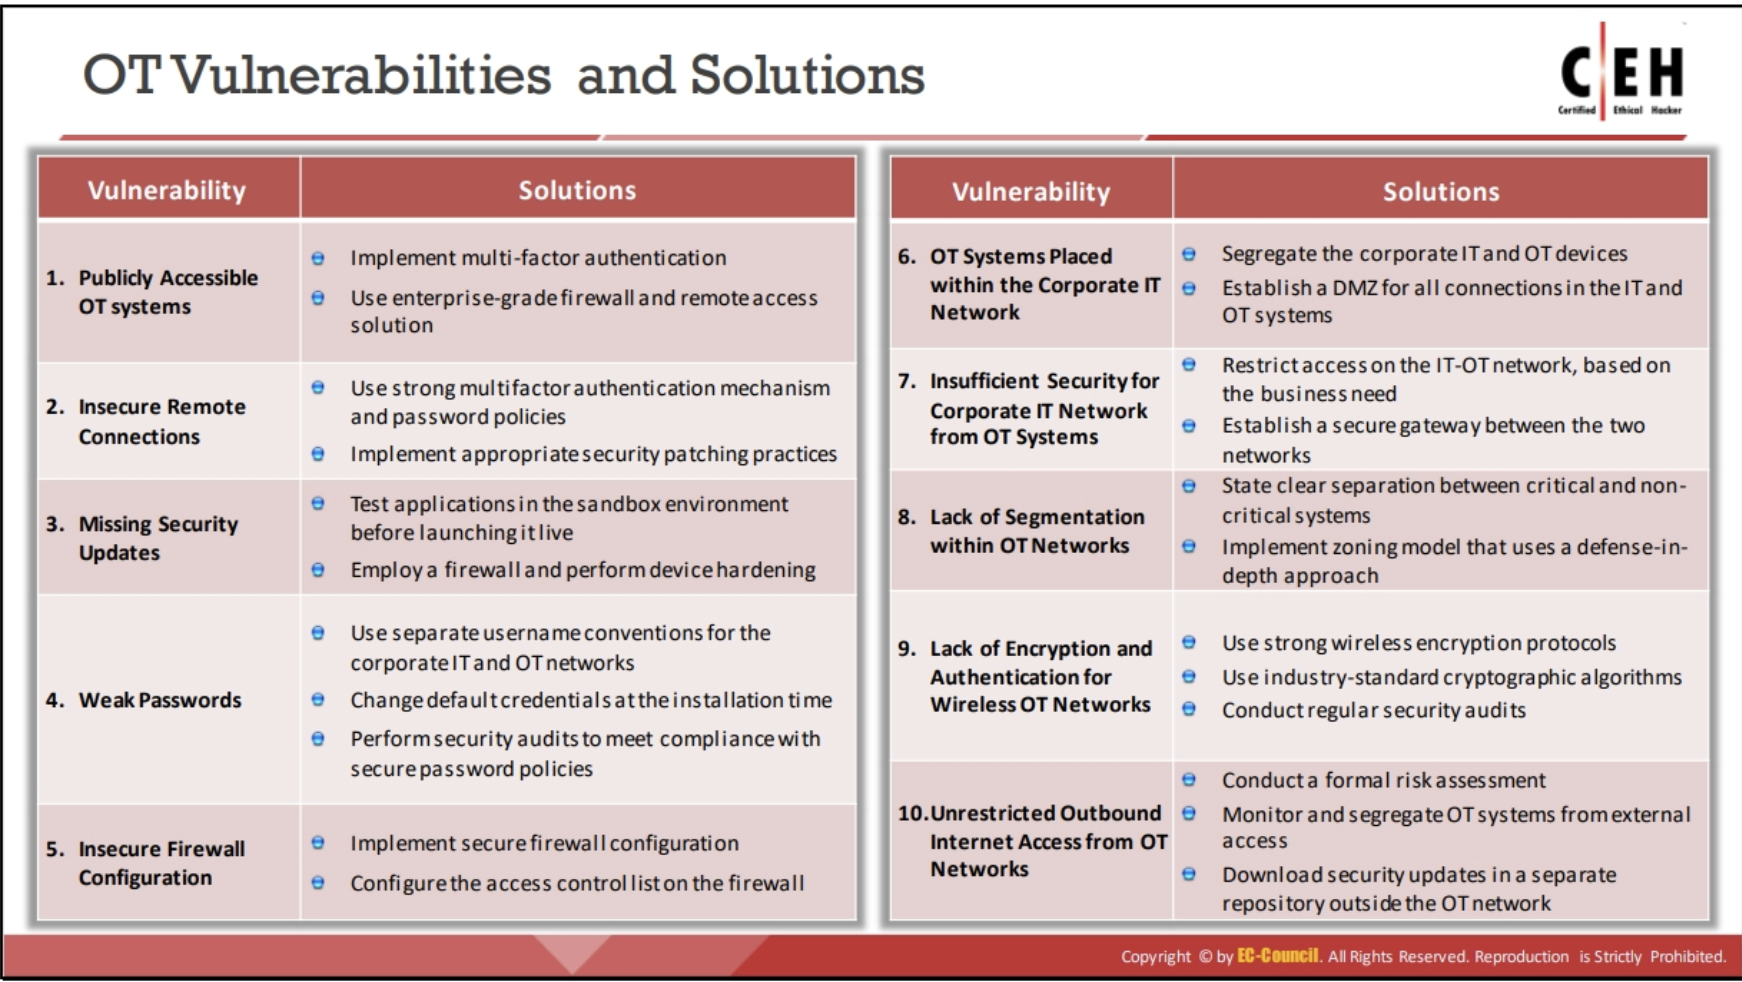 OT Vulnerabilities and Solutions
C|EH
Certified Ethical Hacker
Vulnerability
Solutions
1. Publicly Accessible
OT systems
Implement multi-factor authentication
Use enterprise-grade firewall and remote access
solution
2. Insecure Remote
Connections
Use strong multifactor authentication mechanism
and password policies
Implement appropriate security patching practices
3. Missing Security
Updates
Test applications in the sandbox environment
before launching it live
Employ a firewall and perform device hardening
4. Weak Passwords
Use separate username conventions for the
corporate IT and OT networks
Change default credentials at the installation time
Perform security audits to meet compliance with
secure password policies
5. Insecure Firewall
Configuration
Implement secure firewall configuration
Configure the access control list on the firewall
Vulnerability
Solutions
6. OT Systems Placed
within the Corporate IT
Network
Segregate the corporate IT and OT devices
Establish a DMZ for all connections in the IT and
OT systems
7. Insufficient Security for
Corporate IT Network
from OT Systems
Restrict access on the IT-OT network, based on
the business need
Establish a secure gateway between the two
networks
8. Lack of Segmentation
within OT Networks
State clear separation between critical and non-
critical systems
Implement zoning model that uses a defense-in-
depth approach
9. Lack of Encryption and
Authentication for
Wireless OT Networks
Use strong wireless encryption protocols
Use industry-standard cryptographic algorithms
Conduct regular security audits
10. Unrestricted Outbound
Internet Access from OT
Networks
Conduct a formal risk assessment
Monitor and segregate OT systems from external
access
Download security updates in a separate
repository outside the OT network
Copyright © by EC-Council. All Rights Reserved. Reproduction is Strictly Prohibited.